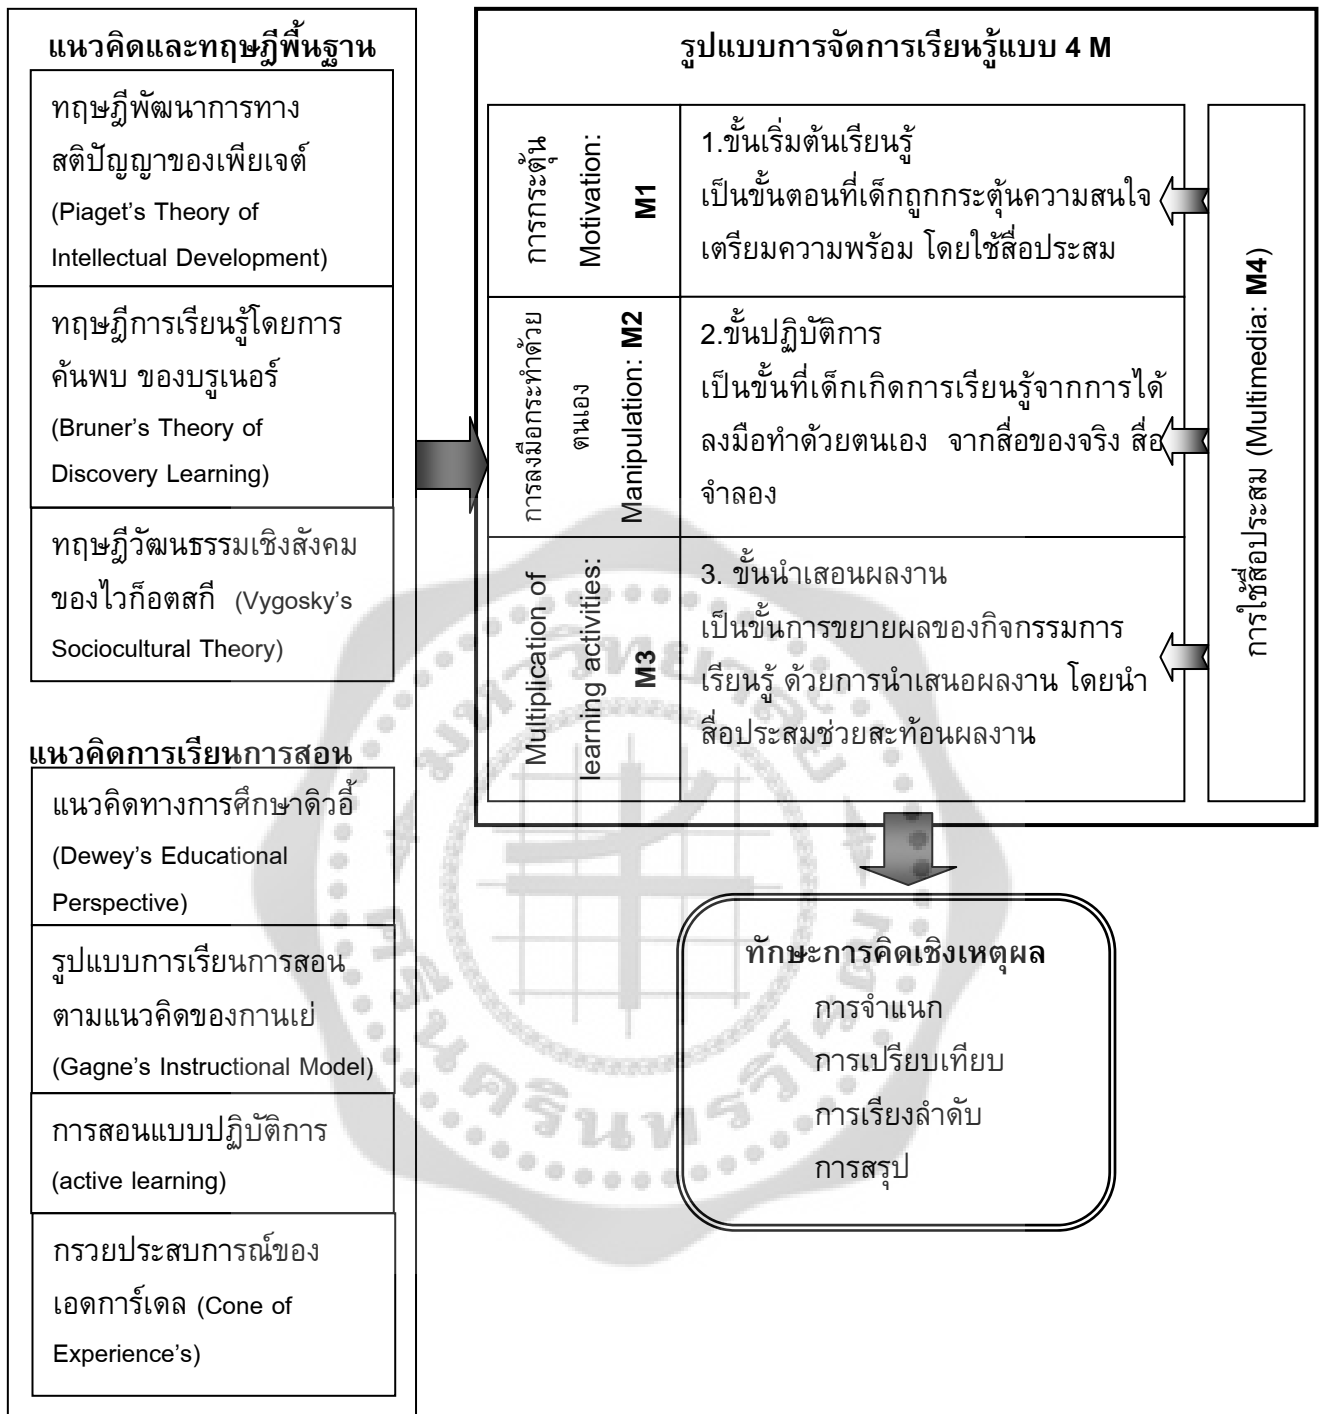 แนวคิดและทฤษฎีพื้นฐาน
ทฤษฎีพัฒนาการทาง
สติปัญญาของเพียเจต์
(Piaget’s Theory of
Intellectual Development)
ทฤษฎีการเรียนรู้โดยการ
ค้นพบ ของบรูเนอร์
(Bruner’s Theory of
Discovery Learning)
ทฤษฎีวัฒนธรรมเชิงสังคม
ของไวก็อตสกี (Vygosky’s
Sociocultural Theory)
แนวคิดการเรียนการสอน
แนวคิดทางการศึกษาดิวอี้
(Dewey’s Educational
Perspective)
รูปแบบการเรียนการสอน
ตามแนวคิดของกานเย่
(Gagne’s Instructional Model)
การสอนแบบปฏิบัติการ
(active learning)
กรวยประสบการณ์ของ
เอดการ์เดล (Cone of
Experience’s)
รูปแบบการจัดการเรียนรู้แบบ 4 M
การกระตุ้น
Motivation:
M1
1.ขั้นเริ่มต้นเรียนรู้
เป็นขั้นตอนที่เด็กถูกกระตุ้นความสนใจ
เตรียมความพร้อม โดยใช้สื่อประสม
การลงมือกระทำด้วย
ตนเอง
Manipulation: M2
2.ขั้นปฏิบัติการ
เป็นขั้นที่เด็กเกิดการเรียนรู้จากการได้
ลงมือทำด้วยตนเอง จากสื่อของจริง สื่อ
จำลอง
Multiplication of
learning activities:
M3
3. ขั้นนำเสอนผลงาน
เป็นขั้นการขยายผลของกิจกรรมการ
เรียนรู้ ด้วยการนำเสนอผลงาน โดยนำ
สื่อประสมช่วยสะท้อนผลงาน
การใช้สื่อประสม (Multimedia: M4)
ทักษะการคิดเชิงเหตุผล
การจำแนก
การเปรียบเทียบ
การเรียงลำดับ
การสรุป
มหาวิทยาลัย
ศรีนครินทรวิโรฒ